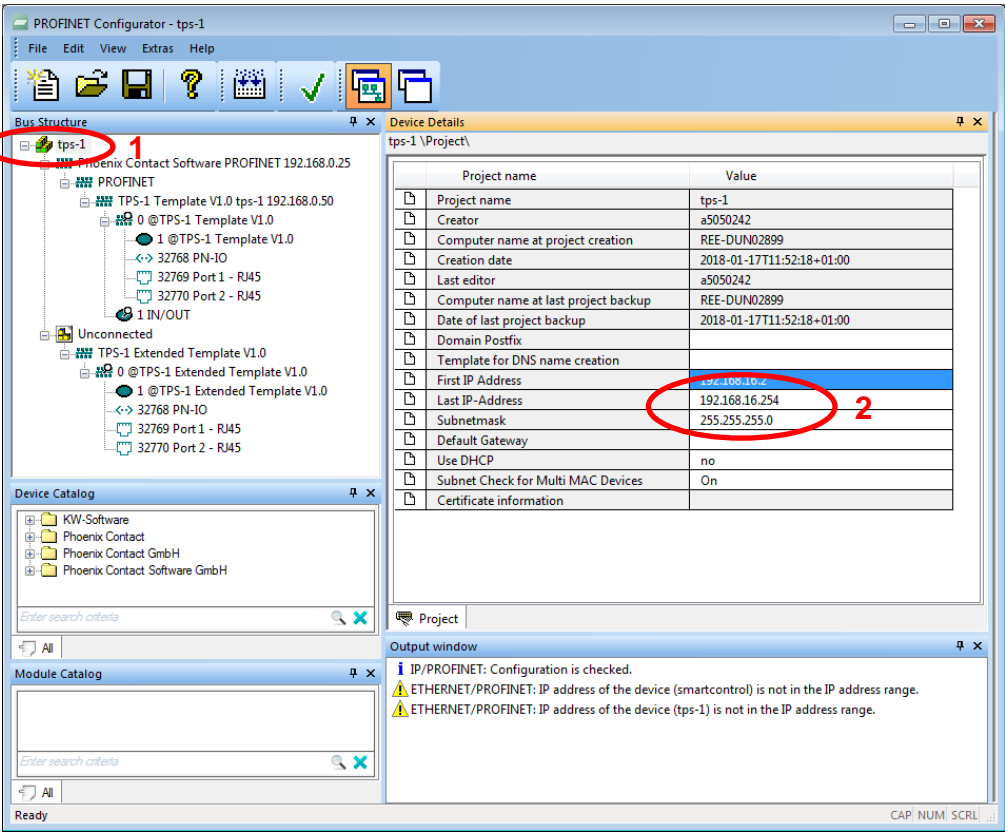 PROFINET Configurator - tps-1
File Edit View Extras Help
Bus Structure
tps-1
1
Phoenix Contact Software PROFINET 192.168.0.25
PROFINET
TPS-1 Template V1.0 tps-1 192.168.0.50
0 @TPS-1 Template V1.0
1 @TPS-1 Template V1.0
32768 PN-IO
32769 Port 1 - RJ45
32770 Port 2 - RJ45
1 IN/OUT
Unconnected
TPS-1 Extended Template V1.0
0 @TPS-1 Extended Template V1.0
1 @TPS-1 Extended Template V1.0
32768 PN-IO
32769 Port 1 - RJ45
32770 Port 2 - RJ45
Device Catalog
KW-Software
Phoenix Contact
Phoenix Contact GmbH
Phoenix Contact Software GmbH
Enter search criteria
All
Module Catalog
Enter search criteria
All
Device Details
tps-1 \Project\
Project name Value
Project name tps-1
Creator a5050242
Computer name at project creation REE-DUN02899
Creation date 2018-01-17T11:52:18+01:00
Last editor a5050242
Computer name at last project backup REE-DUN02899
Date of last project backup 2018-01-17T11:52:18+01:00
Domain Postfix
Template for DNS name creation
First IP Address 192.168.16.2
Last IP-Address 192.168.16.254
2
Subnetmask 255.255.255.0
Default Gateway
Use DHCP no
Subnet Check for Multi MAC Devices On
Certificate information
Project
Output window
IP/PROFINET: Configuration is checked.
ETHERNET/PROFINET: IP address of the device (smartcontrol) is not in the IP address range.
ETHERNET/PROFINET: IP address of the device (tps-1) is not in the IP address range.
Ready CAP NUM SCRL